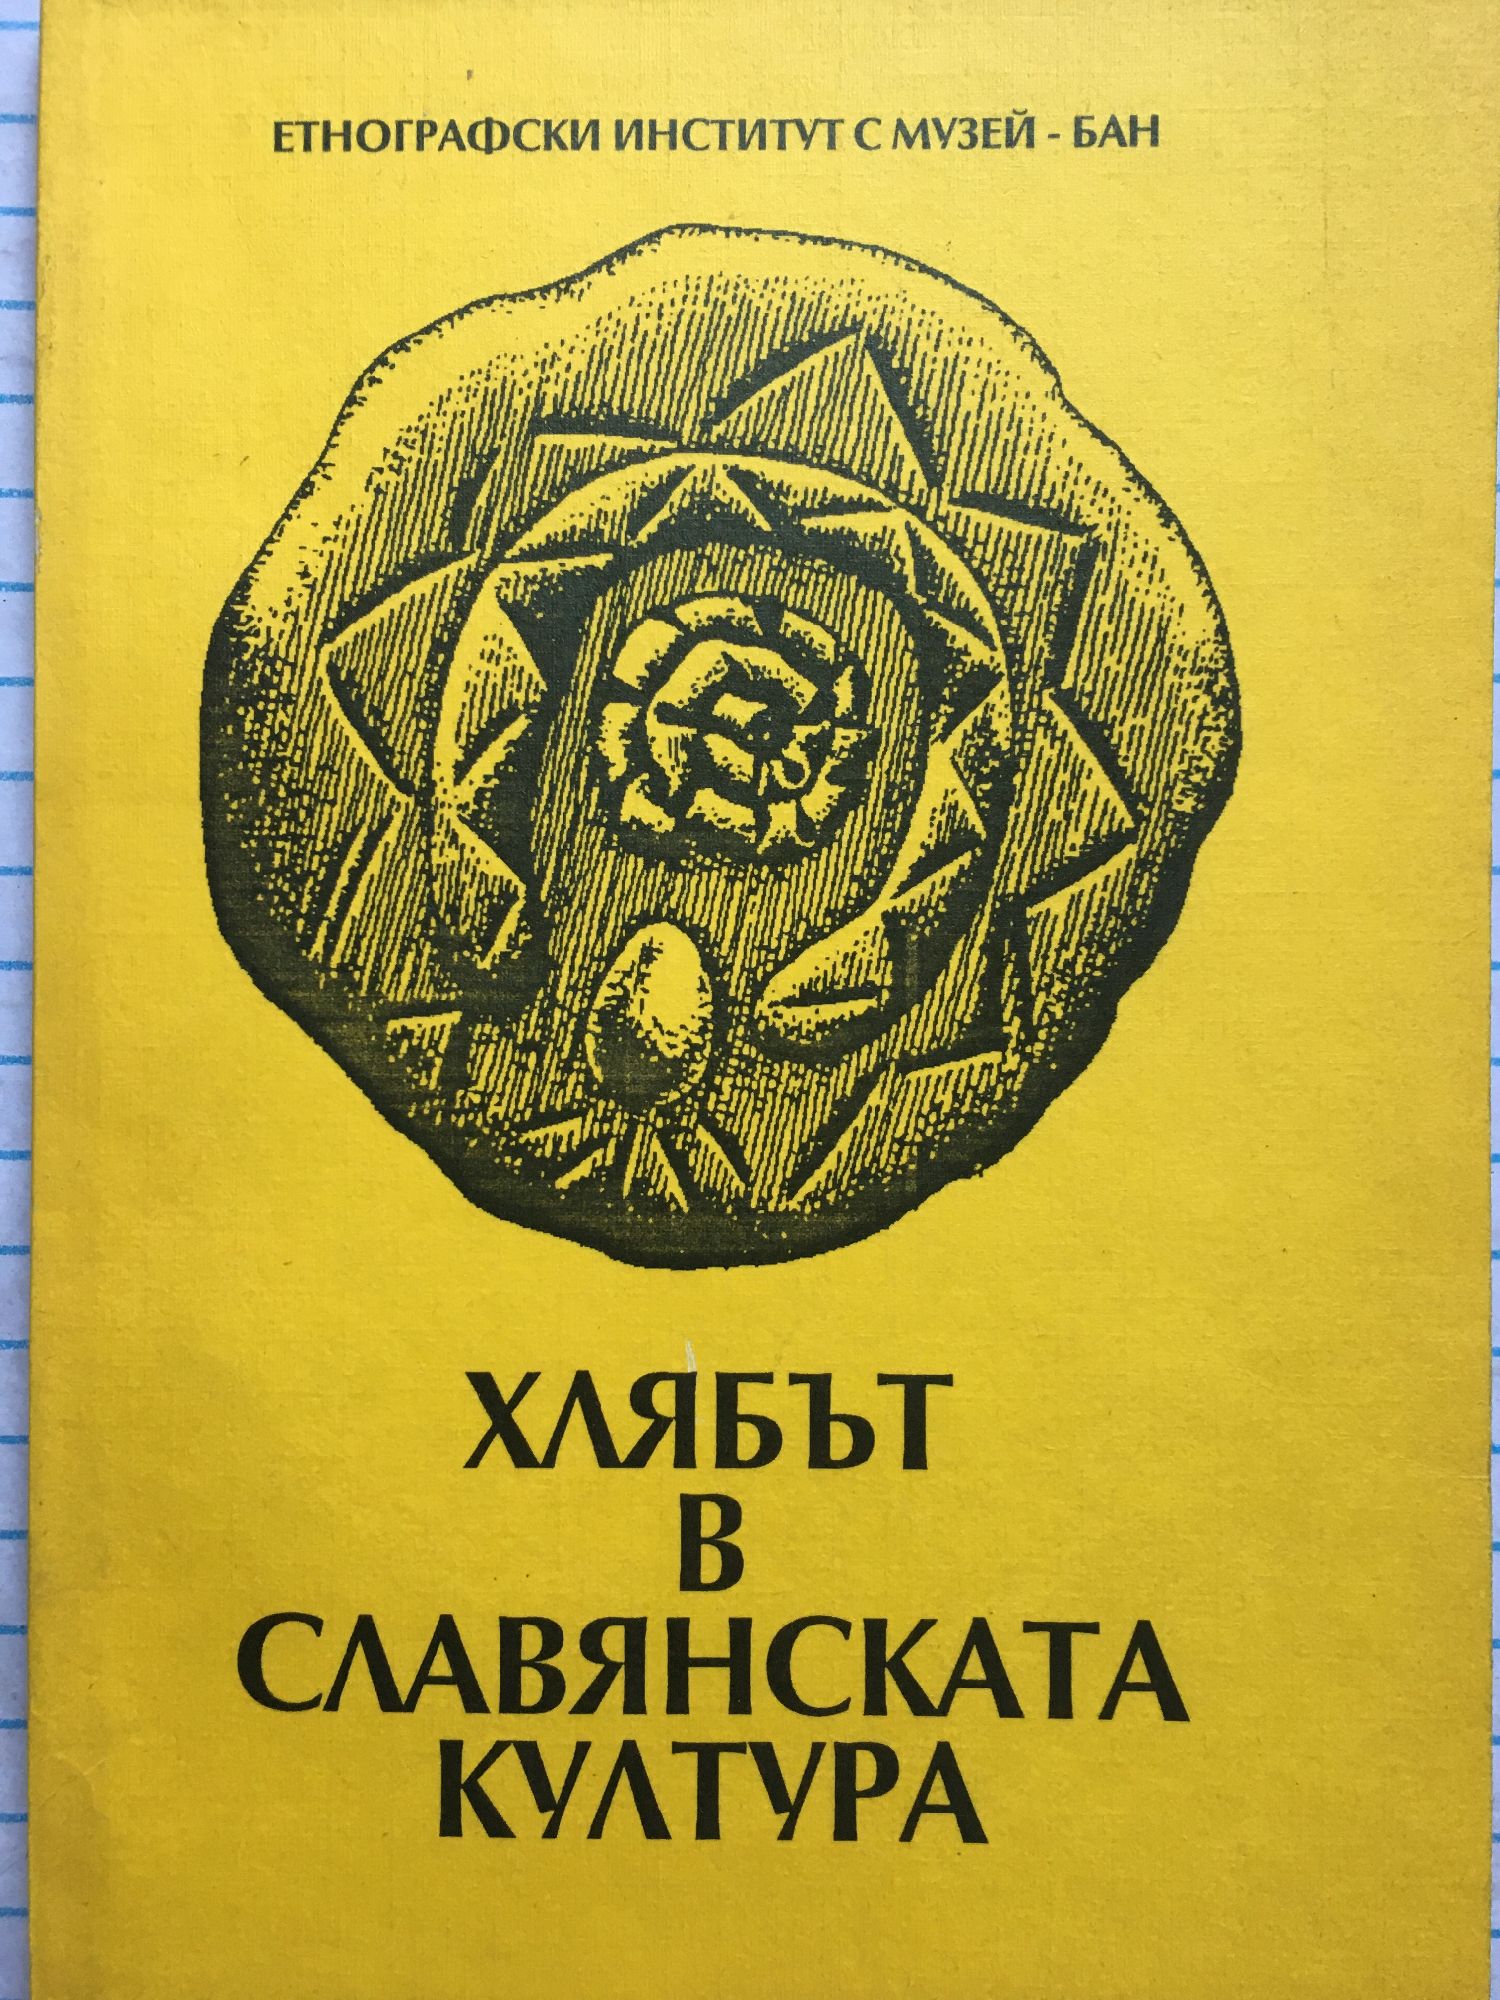 ЕТНОГРАФСКИ ИНСТИТУТ С МУЗЕЙ - БАН
ХЛЯБЪТ
В
СЛАВЯНСКАТА
КУЛТУРА